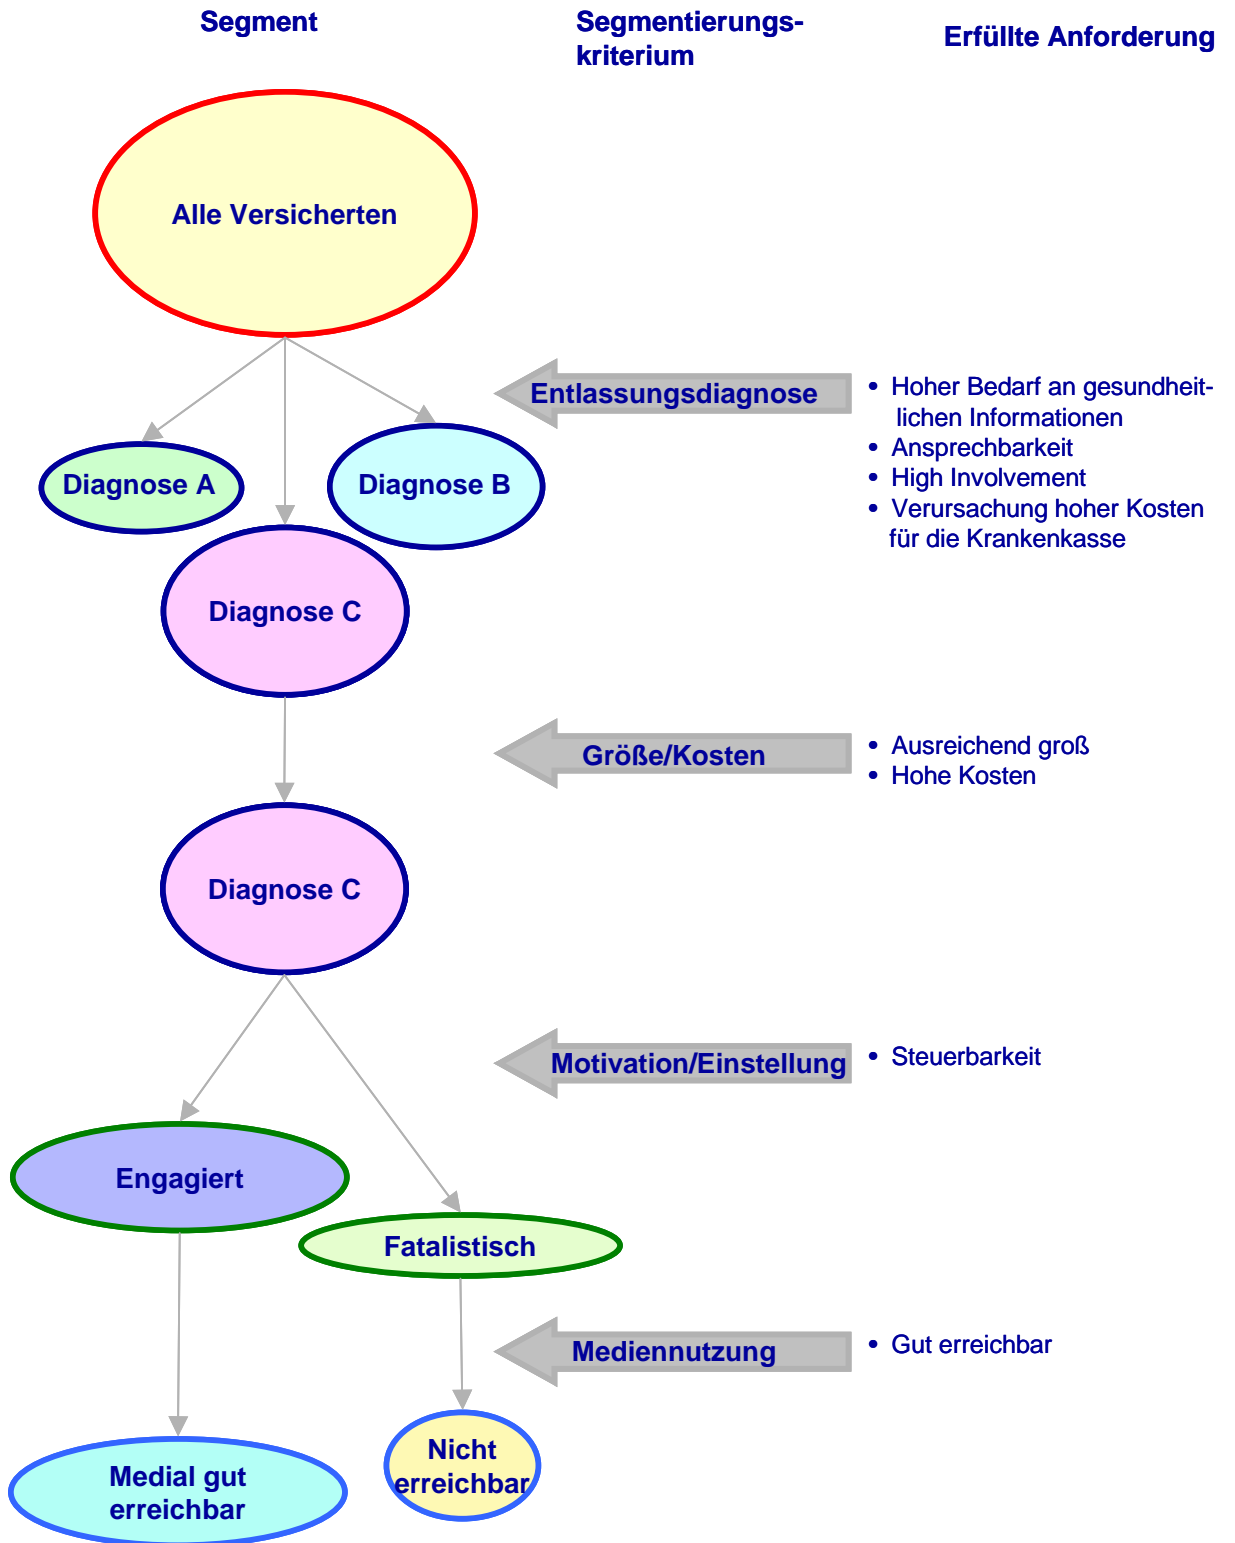 Segment
Segmentierungs-
kriterium
Erfüllte Anforderung
Alle Versicherten
Entlassungsdiagnose
• Hoher Bedarf an gesundheit-
lichen Informationen
• Ansprechbarkeit
• High Involvement
• Verursachung hoher Kosten
für die Krankenkasse
Diagnose A
Diagnose B
Diagnose C
Größe/Kosten
• Ausreichend groß
• Hohe Kosten
Diagnose C
Motivation/Einstellung
• Steuerbarkeit
Engagiert
Fatalistisch
Mediennutzung
• Gut erreichbar
Nicht
erreichbar
Medial gut
erreichbar